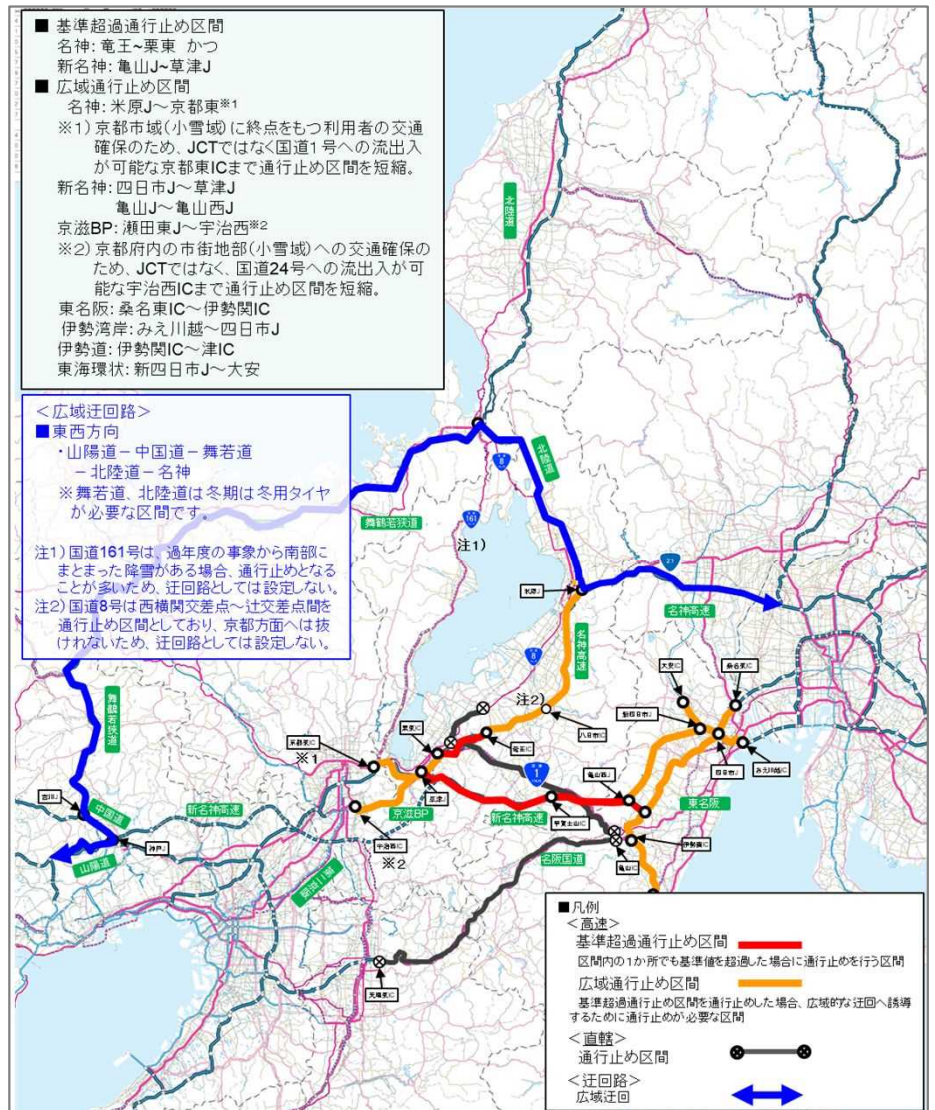 ■ 基準超過通行止め区間
名神：竜王~栗東 かつ
新名神：亀山J~草津J
■ 広域通行止め区間
名神：米原J～京都東※1
※1）京都市域(小雪域)に終点をもつ利用者の交通
確保のため、JCTではなく国道1号への流出入
が可能な京都東ICまで通行止め区間を短縮。
新名神：四日市J～草津J
亀山J～亀山西J
京滋BP：瀬田東J～宇治西※2
※2）京都府内の市街地部(小雪域)への交通確保の
ため、JCTではなく、国道24号への流出入が可
能な宇治西ICまで通行止め区間を短縮。
東名阪：桑名東IC～伊勢関IC
伊勢湾岸：みえ川越～四日市J
伊勢道：伊勢関IC～津IC
東海環状：新四日市J～大安
＜広域迂回路＞
■東西方向
・山陽道－中国道－舞若道
－北陸道－名神
※舞若道、北陸道は冬期は冬用タイヤ
が必要な区間です。
注1）国道161号は、過年度の事象から南部に
まとまった降雪がある場合、通行止めとなる
ことが多いため、迂回路としては設定しない。
注2）国道8号は西横関交差点～辻交差点間を
通行止め区間としており、京都方面へは抜
けれないため、迂回路としては設定しない。
北陸道
8
北陸道
161
舞鶴若狭道
注1）
21
米原J
名神高速
名神高速
8
注2）
大安IC
桑名東IC
舞鶴若狭道
栗東IC
新四日市J
京都東IC
竜王IC
八日市IC
※1
1
亀山西J
四日市J
みえ川越IC
吉川J
中国道
新名神高速
京滋BP
草津J
新名神高速
甲賀土山IC
東名阪
神戸J
宇治西IC
伊勢関IC
山陽道
※2
名阪国道
亀山IC
第二京阪
天理東IC
■凡例
＜高速＞
基準超過通行止め区間
区間内の1か所でも基準値を超過した場合に通行止めを行う区間
広域通行止め区間
基準超過通行止め区間を通行止めした場合、広域的な迂回へ誘導
するために通行止めが必要な区間
＜直轄＞
通行止め区間
＜迂回路＞
広域迂回